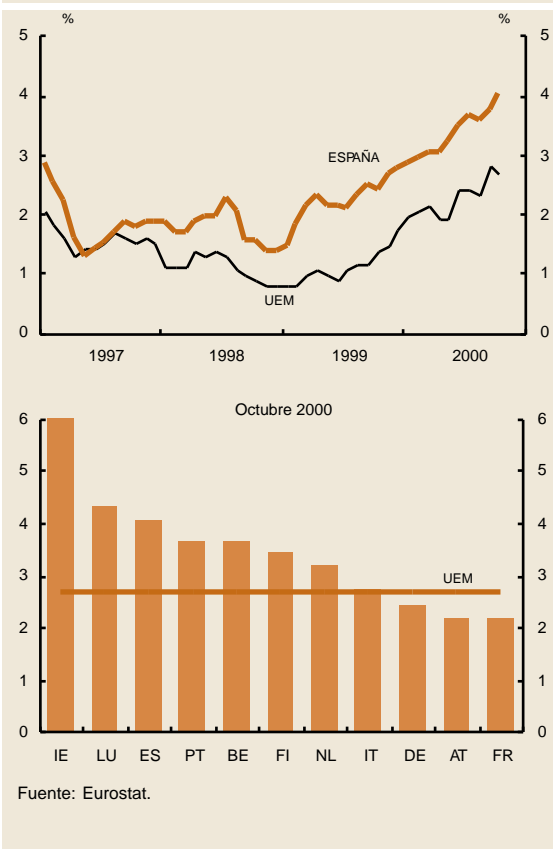 % %
5 5
4 4
ESPAÑA
3 3
2 2
1 1
UEM
0 0
1997 1998 1999 2000
Octubre 2000
6 6
5 5
4 4
3 3
UEM
2 2
1 1
0 0
IE LU ES PT BE FI NL IT DE AT FR
Fuente: Eurostat.